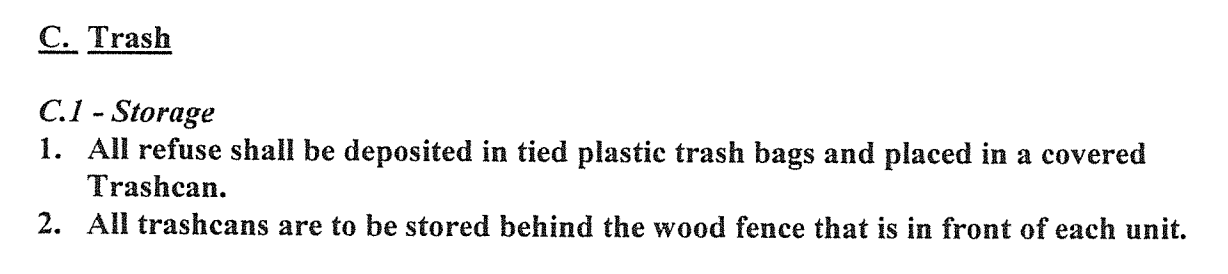 C. Trash
C.1 - Storage
1. All refuse shall be deposited in tied plastic trash bags and placed in a covered
Trashcan.
2. All trashcans are to be stored behind the wood fence that is in front of each unit.